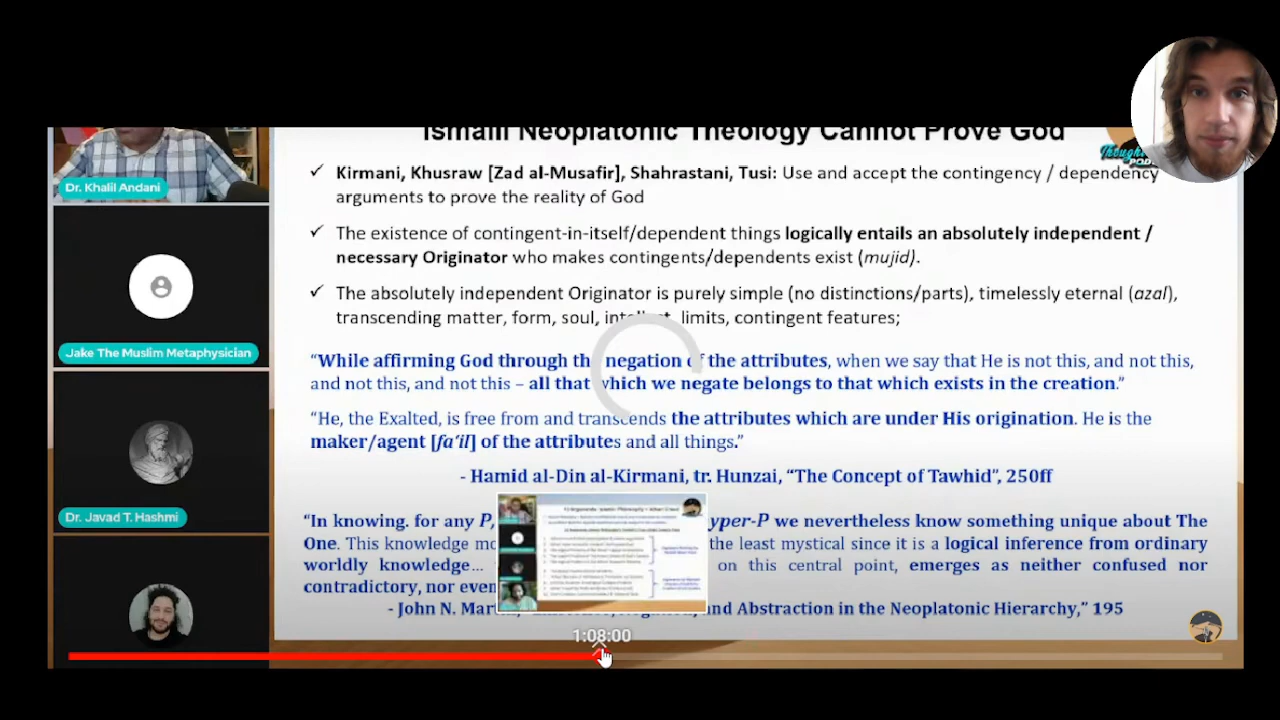 Ismaili Neoplatonic Theology Cannot Prove God
Dr. Khalil Andani
Jake The Muslim Metaphysician
Dr. Javad T. Hashmi
✓ Kirmani, Khusraw [Zad al-Musafir], Shahrastani, Tusi: Use and accept the contingency / dependency
arguments to prove the reality of God
✓ The existence of contingent-in-itself/dependent things logically entails an absolutely independent /
necessary Originator who makes contingents/dependents exist (mujid).
✓ The absolutely independent Originator is purely simple (no distinctions/parts), timelessly eternal (azal),
transcending matter, form, soul, intellect, limits, contingent features;
“While affirming God through the negation of the attributes, when we say that He is not this, and not this,
and not this, and not this – all that which we negate belongs to that which exists in the creation.”
“He, the Exalted, is free from and transcends the attributes which are under His origination. He is the
maker/agent [fa‘il] of the attributes and all things.”
- Hamid al-Din al-Kirmani, tr. Hunzai, “The Concept of Tawhid”, 250ff
“In knowing. for any P, yper-P we nevertheless know something unique about The
One. This knowledge the least mystical since it is a logical inference from ordinary
worldly knowledge… on this central point, emerges as neither confused nor
contradictory, nor
- John N. and Abstraction in the Neoplatonic Hierarchy,” 195
1:08:00